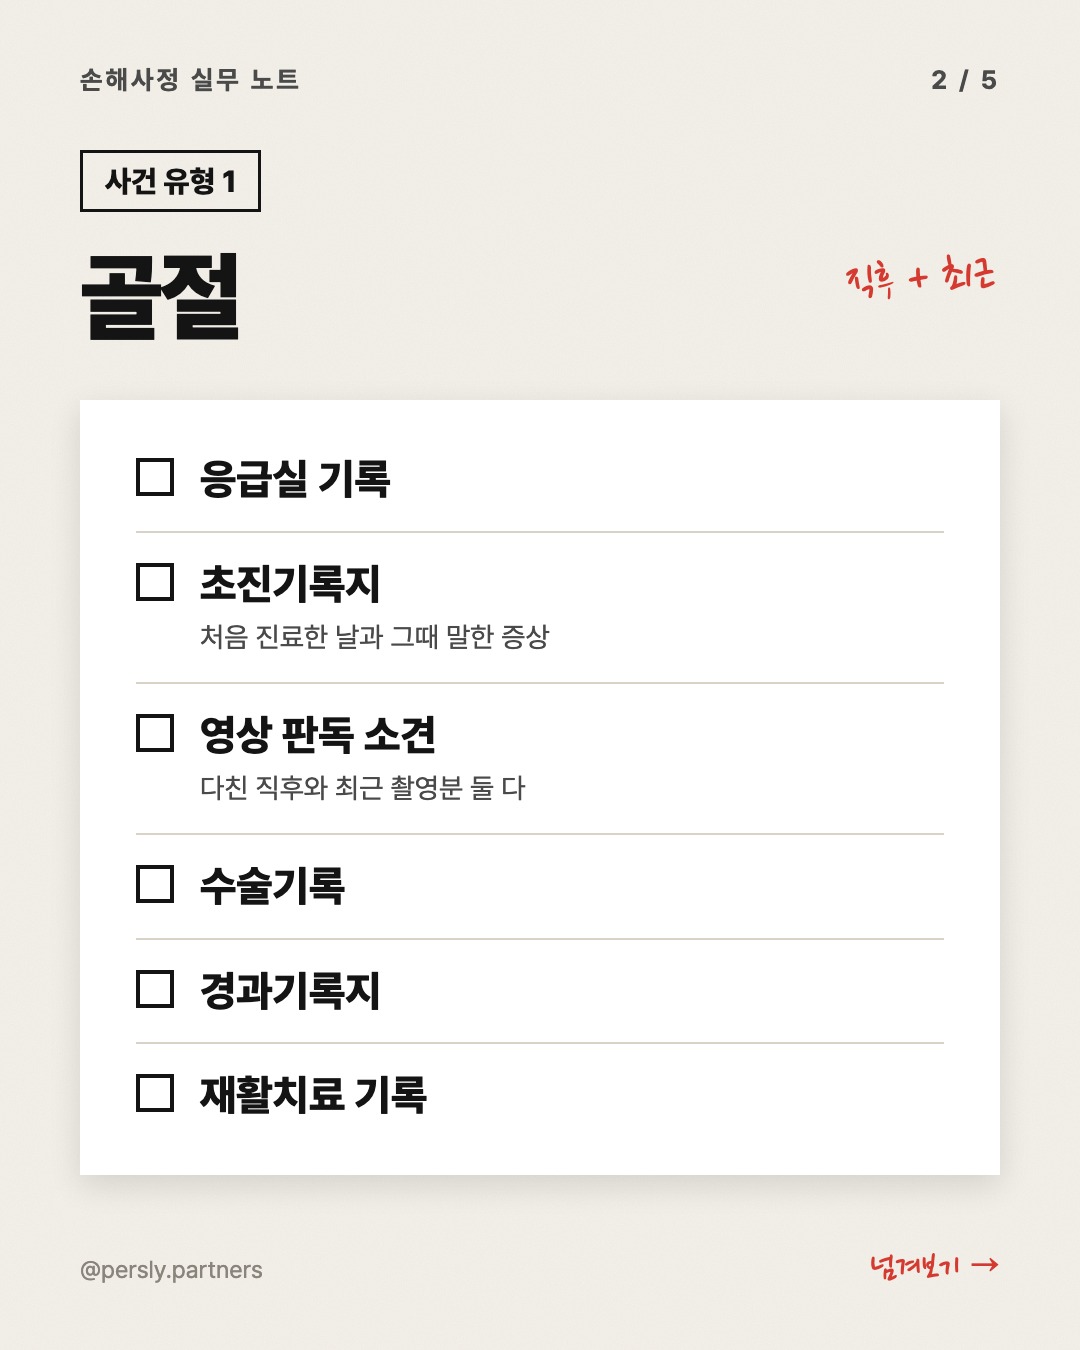 손해사정 실무 노트
2 / 5
사건 유형 1
골절
직후 + 최근
응급실 기록
초진기록지
처음 진료한 날과 그때 말한 증상
영상 판독 소견
다친 직후와 최근 촬영분 둘 다
수술기록
경과기록지
재활치료 기록
@persly.partners
넘겨보기 →